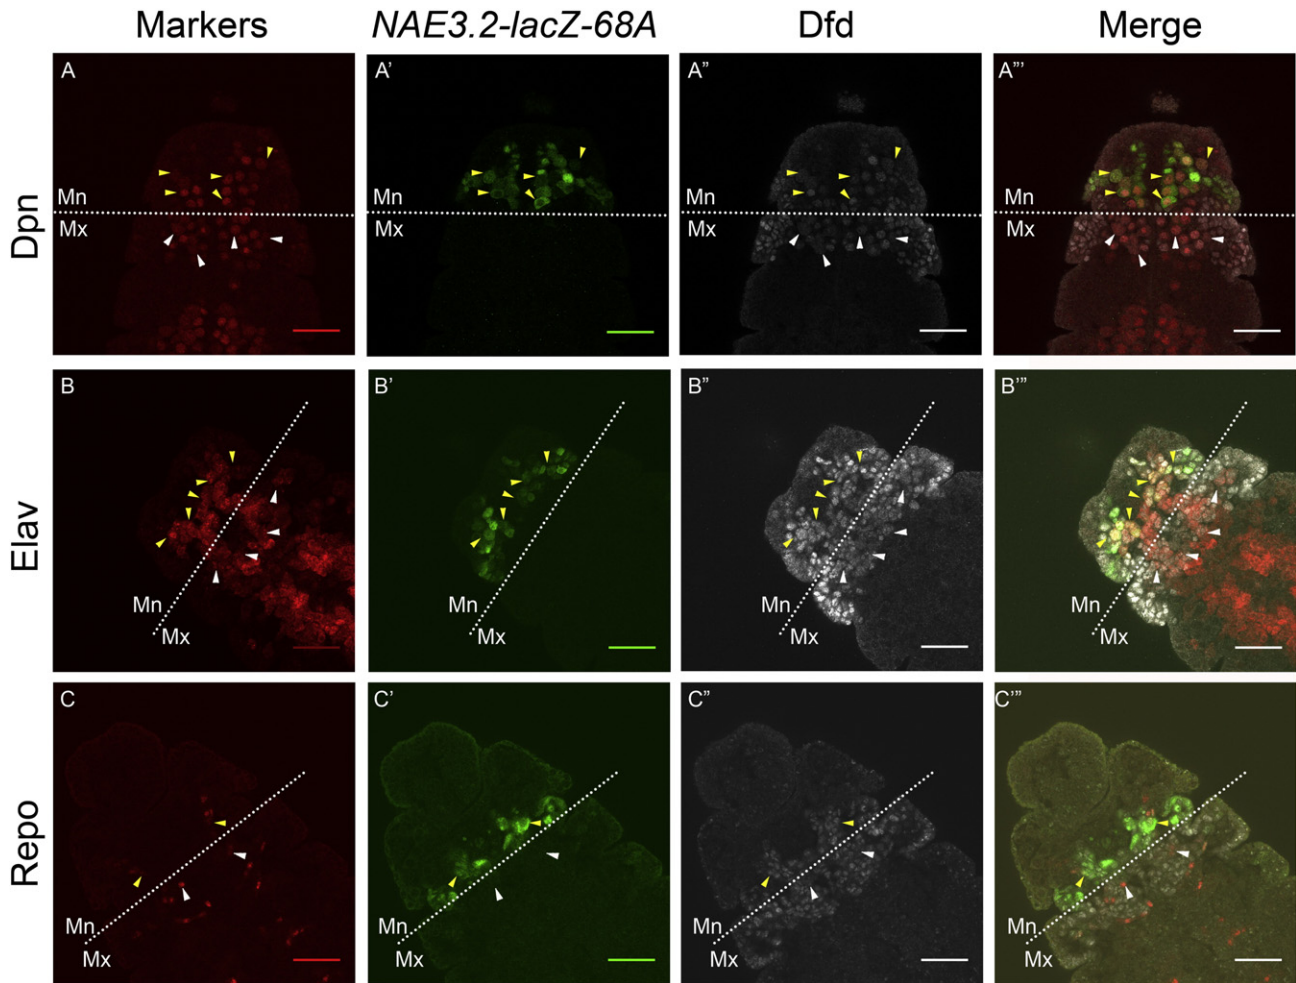 Markers NAE3.2-lacZ-68A Dfd Merge
Dpn
A A' A" A"'
Mn Mn Mn Mn
Mx Mx Mx Mx
Elav
B B' B" B"'
Mn Mn Mn Mn
Mx Mx Mx Mx
Repo
C C' C" C"'
Mn Mn Mn Mn
Mx Mx Mx Mx